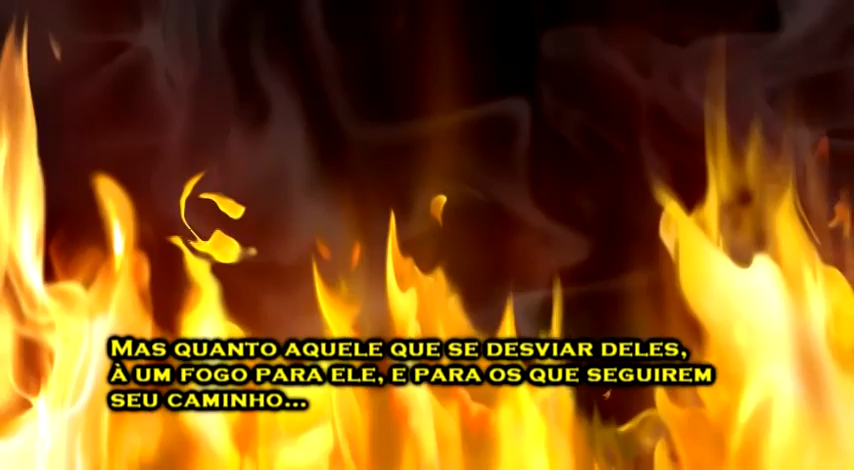 Mas quanto aquele que se desviar deles,
À um fogo para ele, e para os que seguirem
seu caminho...